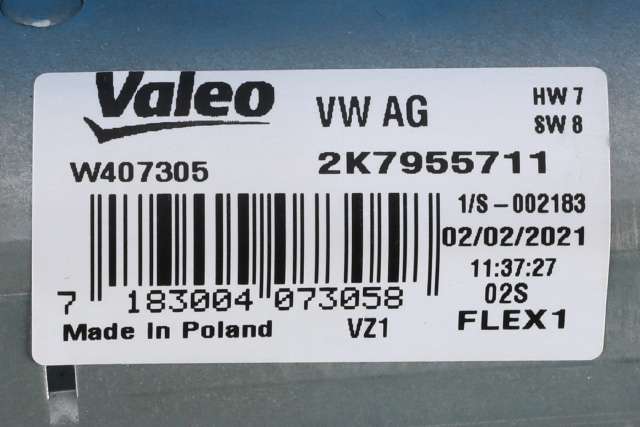 Valeo VW AG HW 7
SW 8
W407305 2K7955711
1/S-002183
02/02/2021
11:37:27
7 183004 073058 02S
Made in Poland VZ1 FLEX1